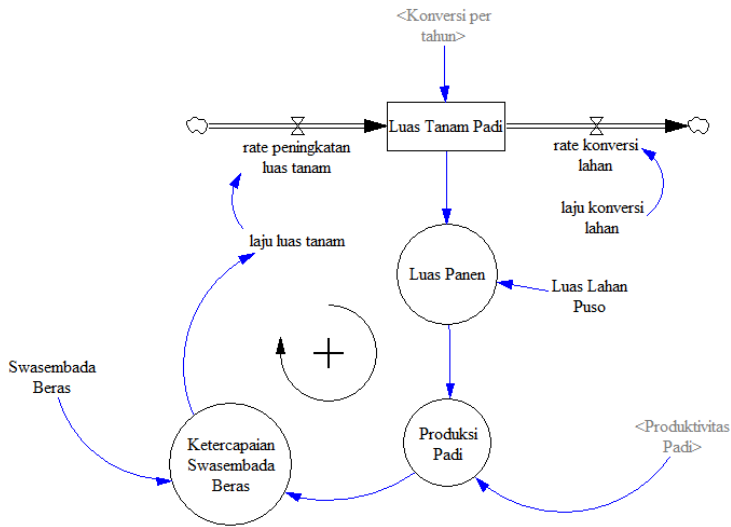 <Konversi per
tahun>
Luas Tanam Padi
rate peningkatan
luas tanam
rate konversi
lahan
laju luas tanam
laju konversi
lahan
Luas Panen
Luas Lahan
Puso
+
Swasembada
Beras
Ketercapaian
Swasembada
Beras
Produksi
Padi
<Produktivitas
Padi>